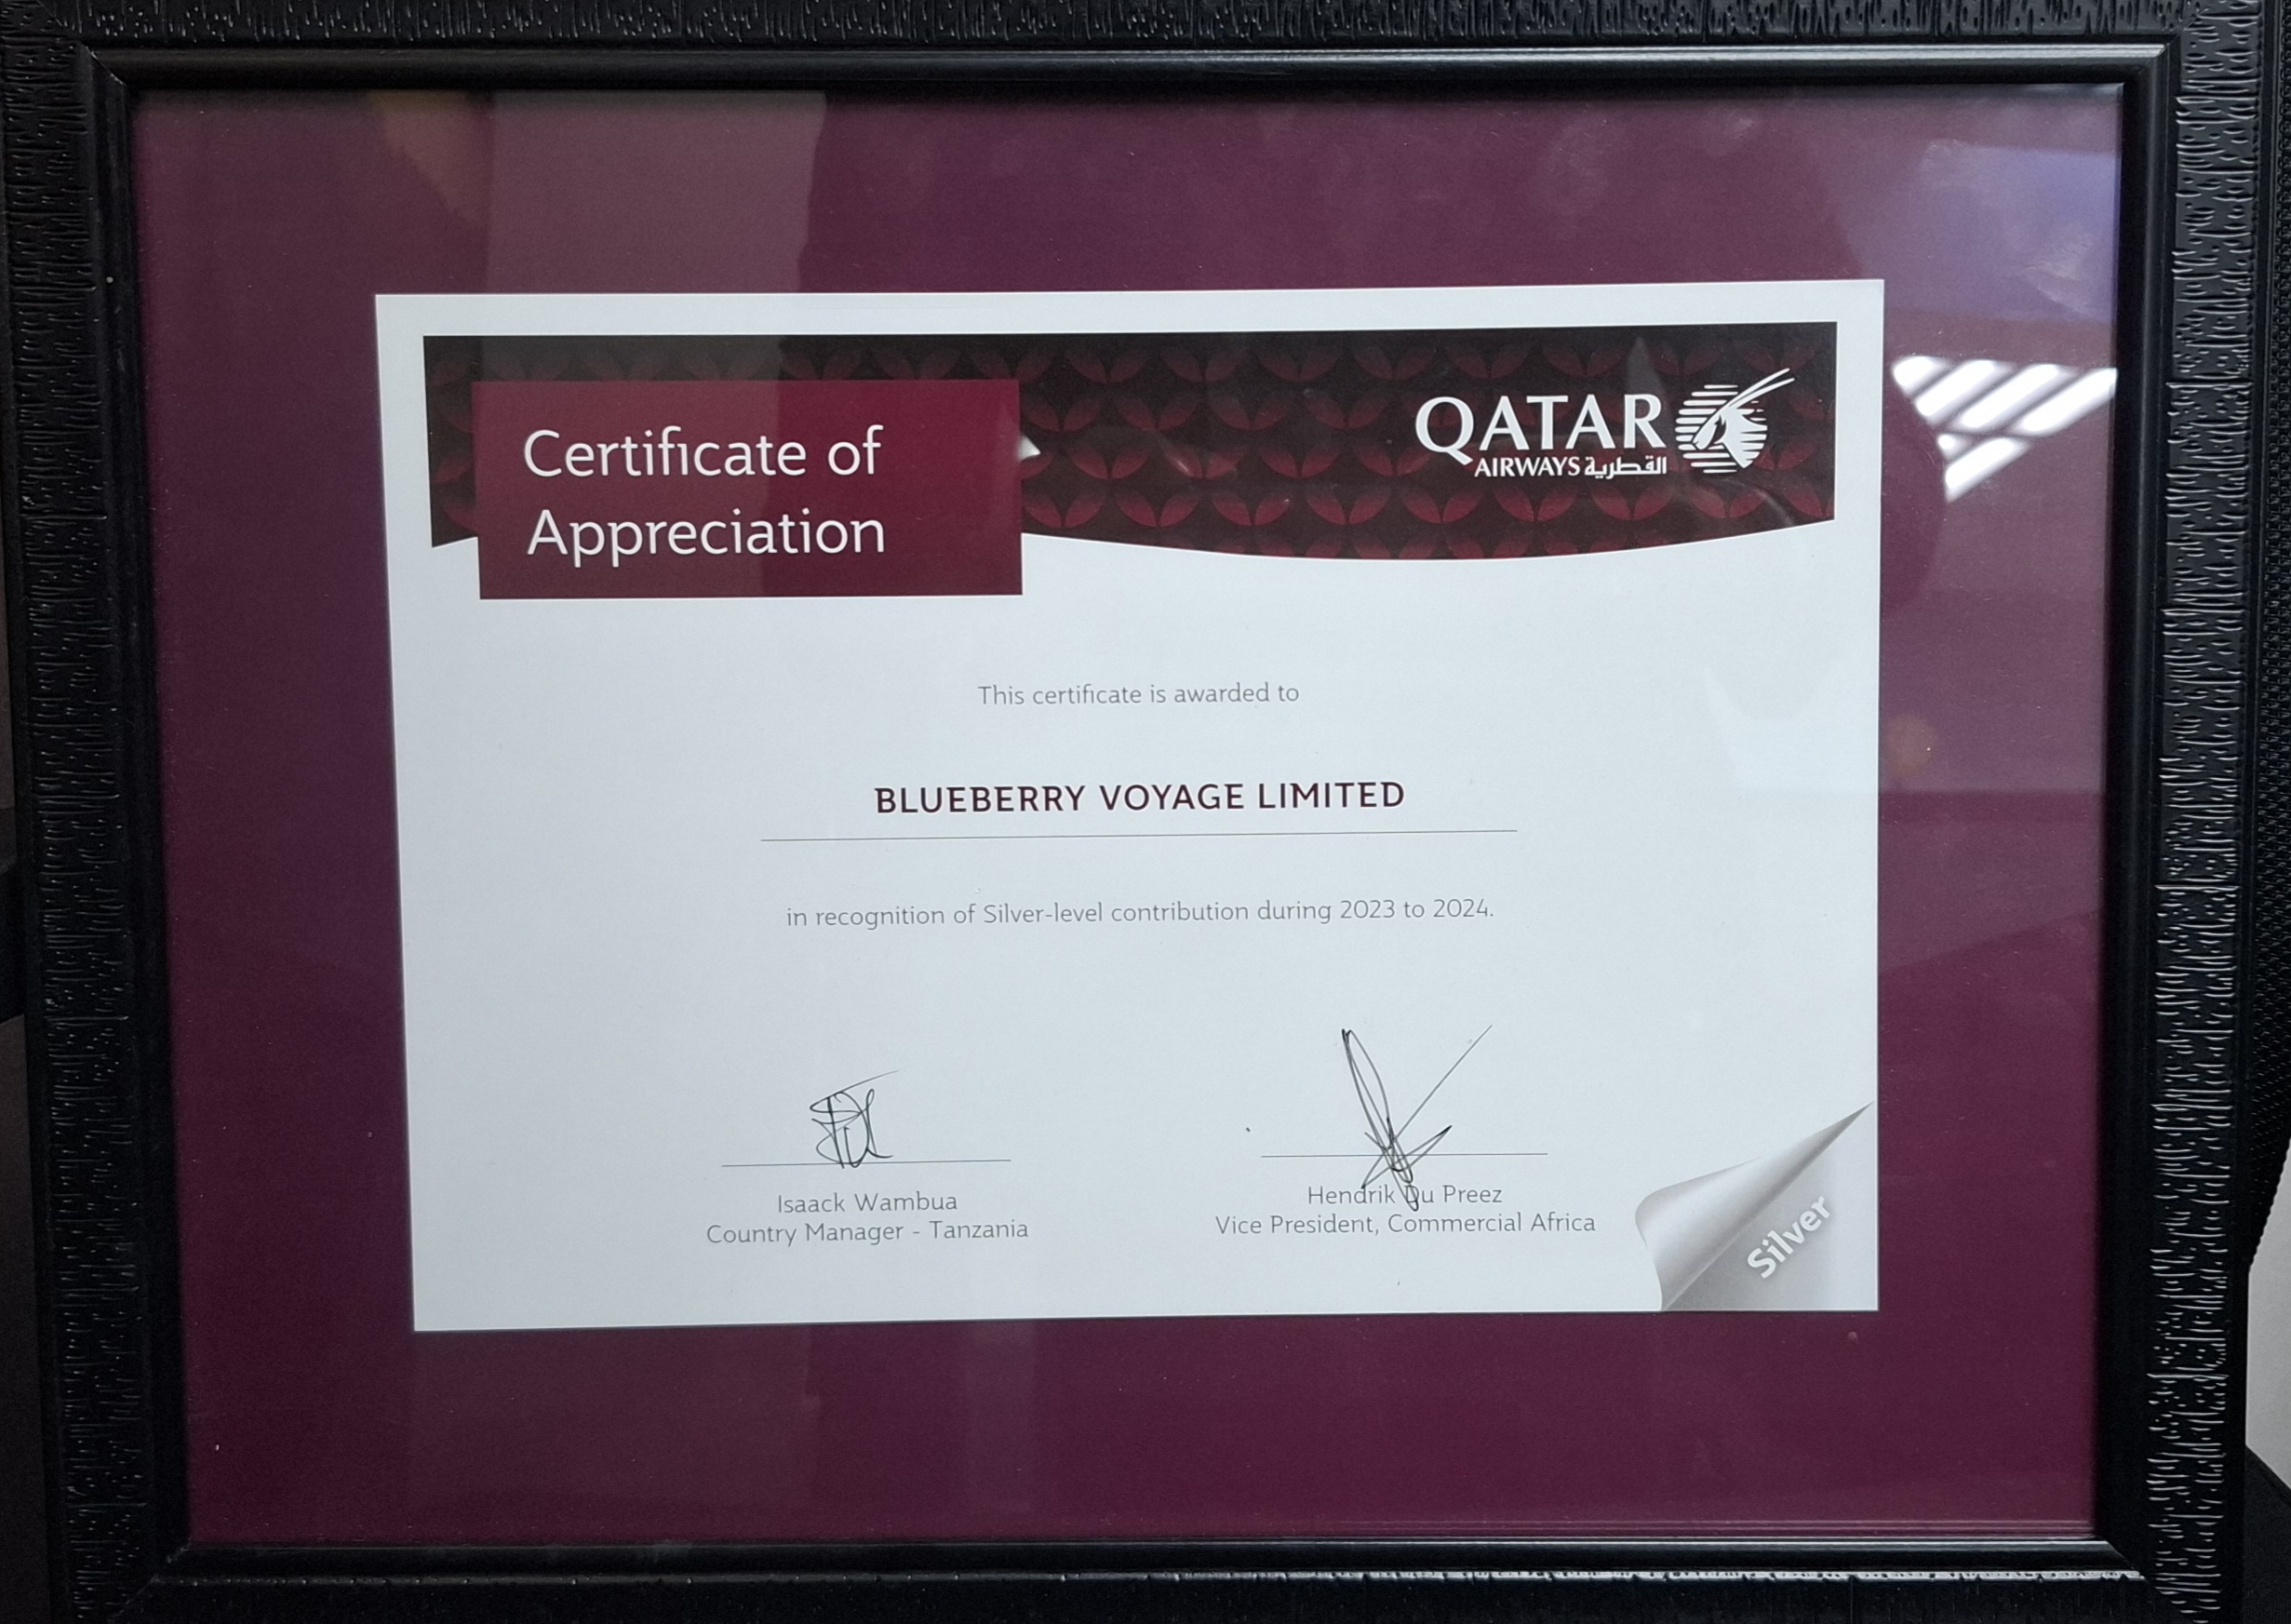 Certificate of
Appreciation
QATAR
AIRWAYS القطرية
This certificate is awarded to
BLUEBERRY VOYAGE LIMITED
in recognition of Silver-level contribution during 2023 to 2024.
Isaack Wambua
Country Manager - Tanzania
Hendrik Du Preez
Vice President, Commercial Africa
Silver